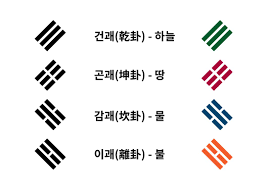 건괘(乾卦) - 하늘
곤괘(坤卦) - 땅
감괘(坎卦) - 물
이괘(離卦) - 불